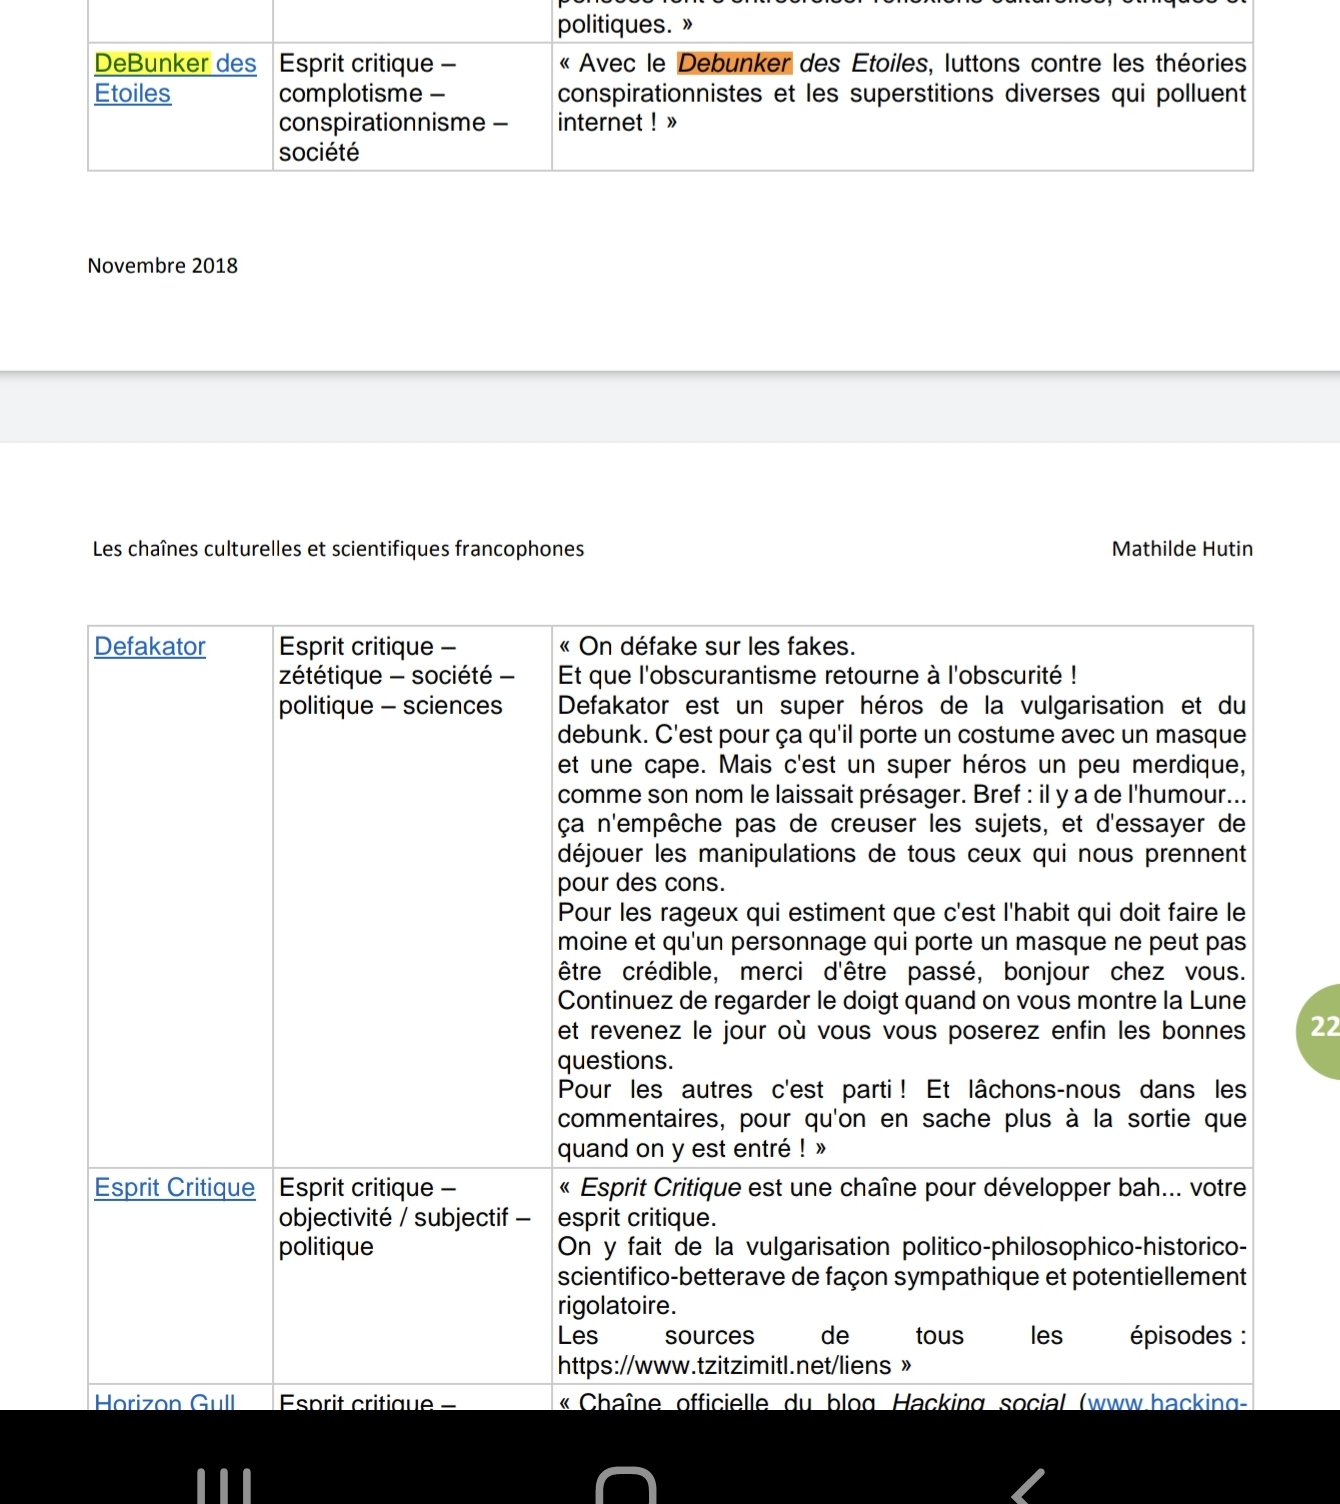 politiques. »
DeBunker des Etoiles
Esprit critique –
complotisme –
conspirationnisme –
société
« Avec le Debunker des Etoiles, luttons contre les théories
conspirationnistes et les superstitions diverses qui polluent
internet ! »
Novembre 2018
Les chaînes culturelles et scientifiques francophones
Mathilde Hutin
Defakator
Esprit critique –
zététique – société –
politique – sciences
« On défake sur les fakes.
Et que l'obscurantisme retourne à l'obscurité !
Defakator est un super héros de la vulgarisation et du
debunk. C'est pour ça qu'il porte un costume avec un masque
et une cape. Mais c'est un super héros un peu merdique,
comme son nom le laissait présager. Bref : il y a de l'humour...
ça n'empêche pas de creuser les sujets, et d'essayer de
déjouer les manipulations de tous ceux qui nous prennent
pour des cons.
Pour les rageux qui estiment que c'est l'habit qui doit faire le
moine et qu'un personnage qui porte un masque ne peut pas
être crédible, merci d'être passé, bonjour chez vous.
Continuez de regarder le doigt quand on vous montre la Lune
et revenez le jour où vous vous poserez enfin les bonnes
questions.
Pour les autres c'est parti ! Et lâchons-nous dans les
commentaires, pour qu'on en sache plus à la sortie que
quand on y est entré ! »
22
Esprit Critique
Esprit critique –
objectivité / subjectif –
politique
« Esprit Critique est une chaîne pour développer bah... votre
esprit critique.
On y fait de la vulgarisation politico-philosophico-historico-
scientifico-betterave de façon sympathique et potentiellement
rigolatoire.
Les sources de tous les épisodes :
https://www.tzitzimitl.net/liens »
Horizon Gull
Esprit critique –
« Chaîne officielle du blog Hacking social (www.hacking-